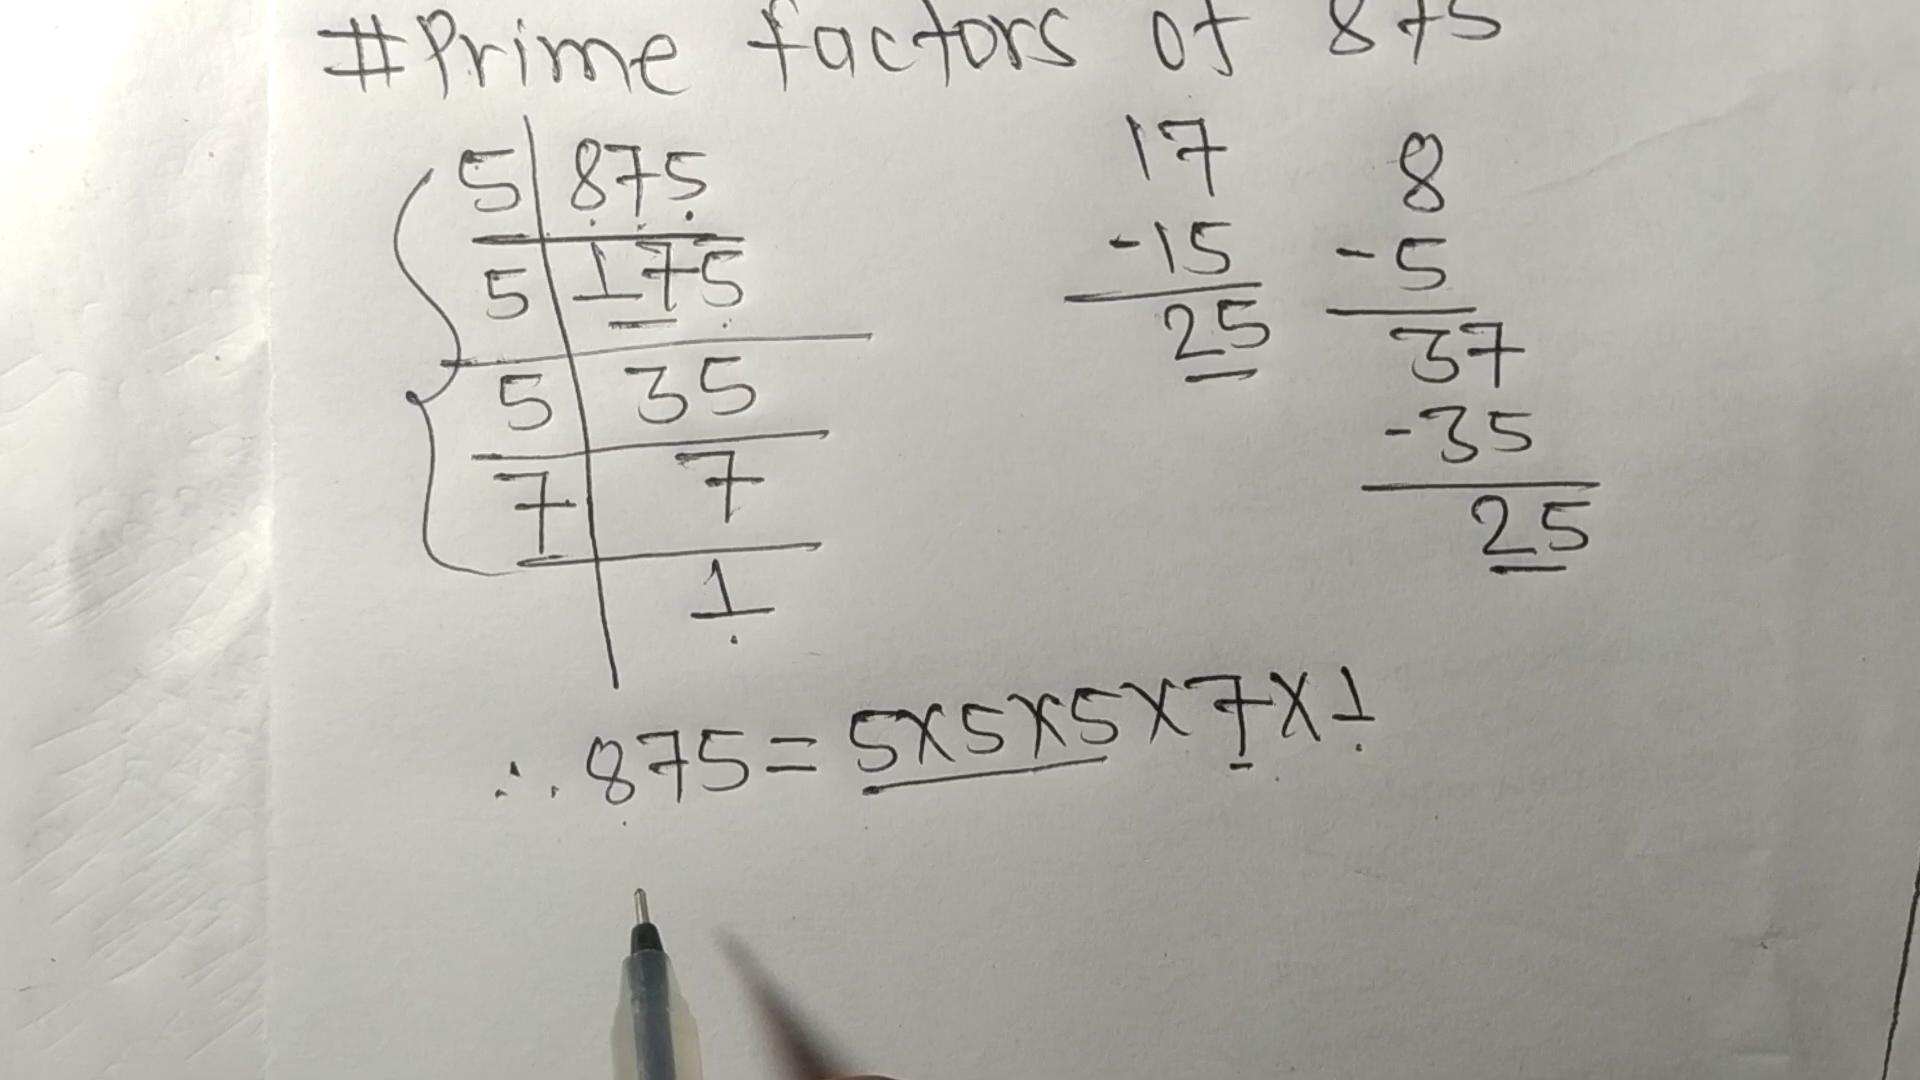 #Prime factors of 875
5 | 875
5 | 175
5 | 35
7 | 7
1
17
-15
25
8
-5
37
-35
25
∴ 875 = 5×5×5×7×1